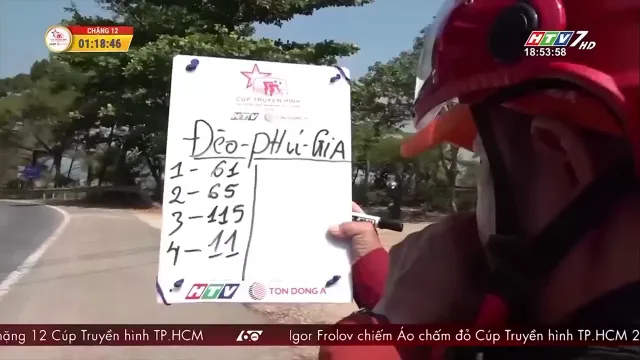 CHẶNG 12
01:18:46
HTV7 HD
18:53:58
CÚP TRUYỀN HÌNH
HTV TON DONG A
ĐÈO-PHÚ-GIA
1-61
2-65
3-115
4-11
HTV TON DONG A
hặng 12 Cúp Truyền hình TP.HCM
Igor Frolov chiếm Áo chấm đỏ Cúp Truyền hình TP.HCM 2